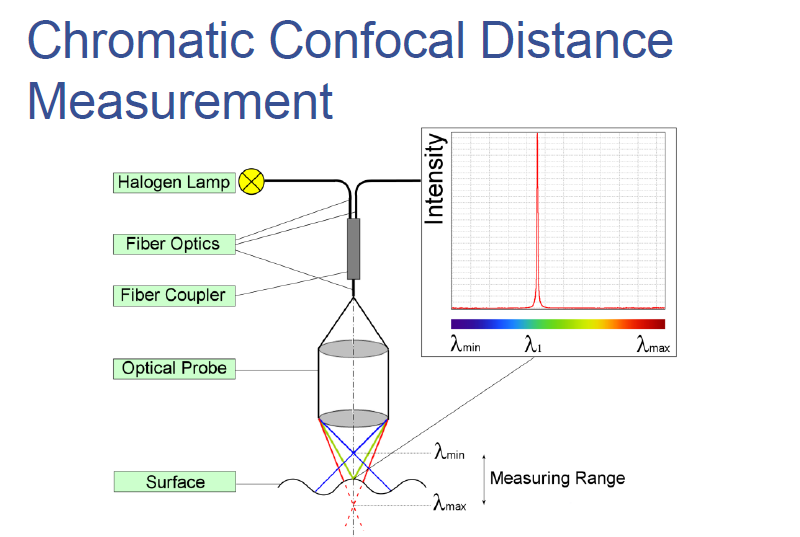 Chromatic Confocal Distance
Measurement
Halogen Lamp
Fiber Optics
Fiber Coupler
Optical Probe
Surface
Intensity
λmin
λ1
λmax
λmin
Measuring Range
λmax